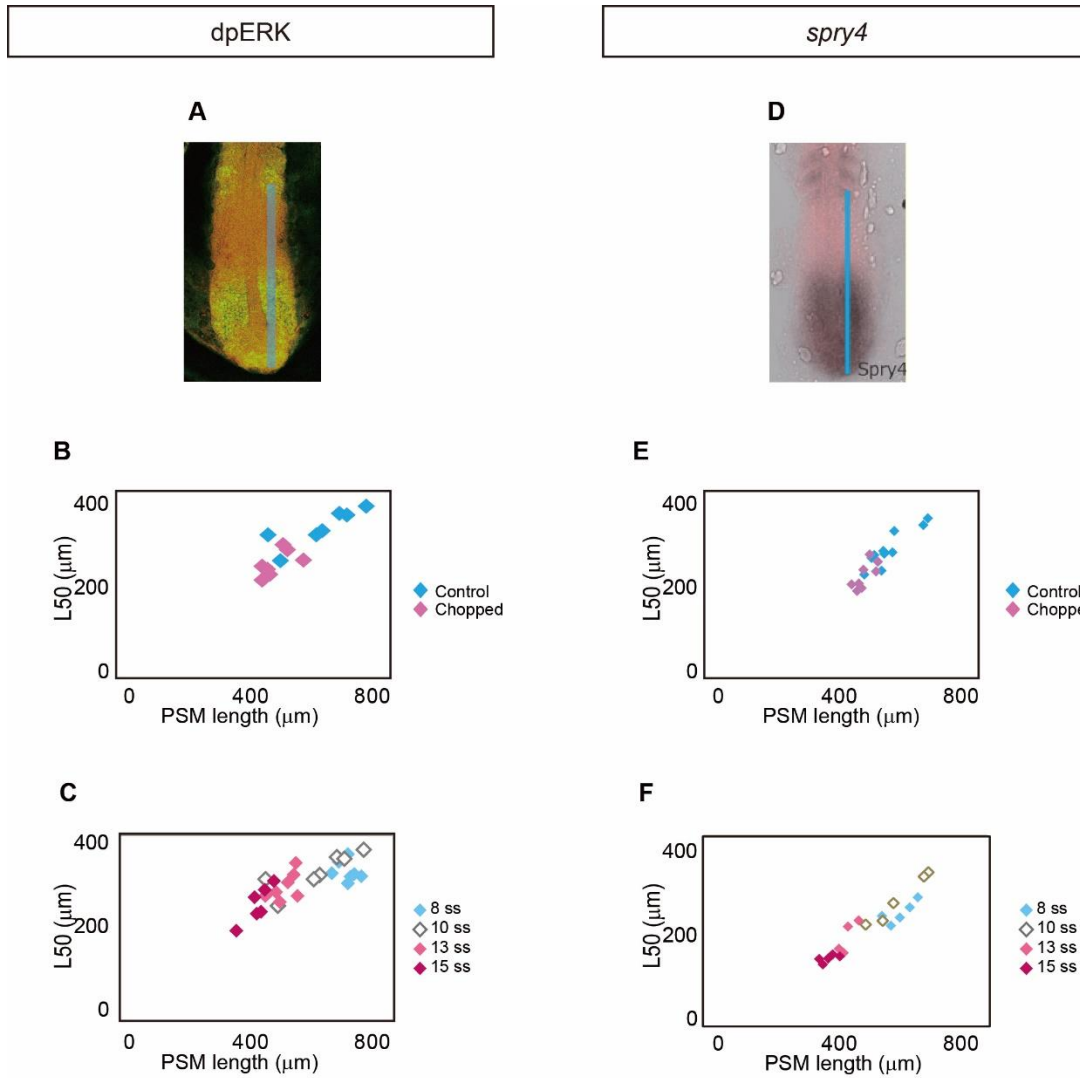 dpERK
spry4
A
D
Spry4
B
E
400
200
0
L50 (μm)
0 400 800
PSM length (μm)
Control
Chopped
400
200
0
L50 (μm)
0 400 800
PSM length (μm)
Control
Choppe
C
F
400
200
0
L50 (μm)
0 400 800
PSM length (μm)
8 ss
10 ss
13 ss
15 ss
400
200
0
L50 (μm)
0 400 800
PSM length (μm)
8 ss
10 ss
13 ss
15 ss